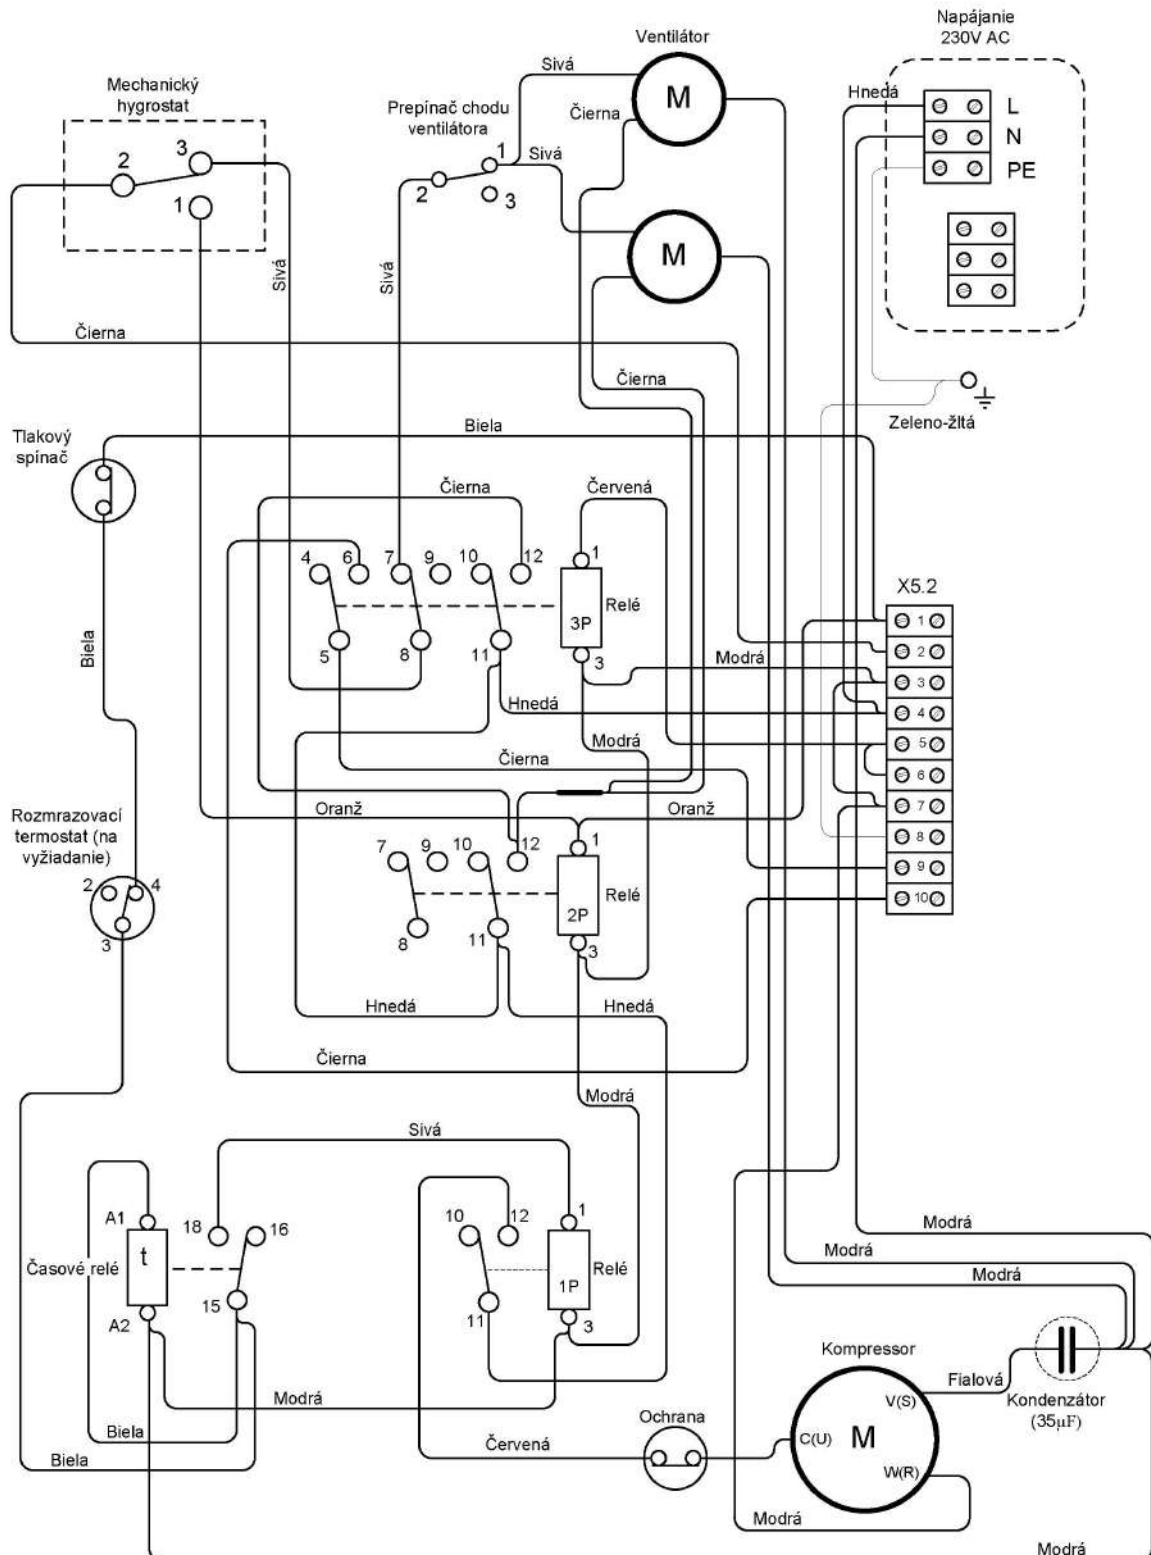 Napájanie
230V AC
Ventilátor
Mechanický
hygrostat
Prepínač chodu
ventilátora
Sivá
Čierna
M
Hnedá
L
N
PE
2
3
1
2
1
3
Sivá
M
Sivá
Sivá
Čierna
Čierna
Zeleno-žltá
Tlakový
spínač
Biela
Čierna
Červená
4
6
7
9
10
12
1
Relé
3P
5
8
11
3
X5.2
1
2
3
4
5
6
7
8
9
10
Biela
Modrá
Hnedá
Modrá
Čierna
Oranž
Oranž
Rozmrazovací
termostat (na
vyžiadanie)
2
4
3
7
9
10
12
1
Relé
2P
8
11
3
Hnedá
Hnedá
Čierna
Modrá
Sivá
A1
18
16
10
12
1
t
Časové relé
Relé
1P
A2
15
11
3
Modrá
Modrá
Modrá
Kompressor
Fialová
Kondenzátor
(35µF)
V(S)
C(U)
M
W(R)
Ochrana
Modrá
Biela
Biela
Červená
Modrá
Modrá